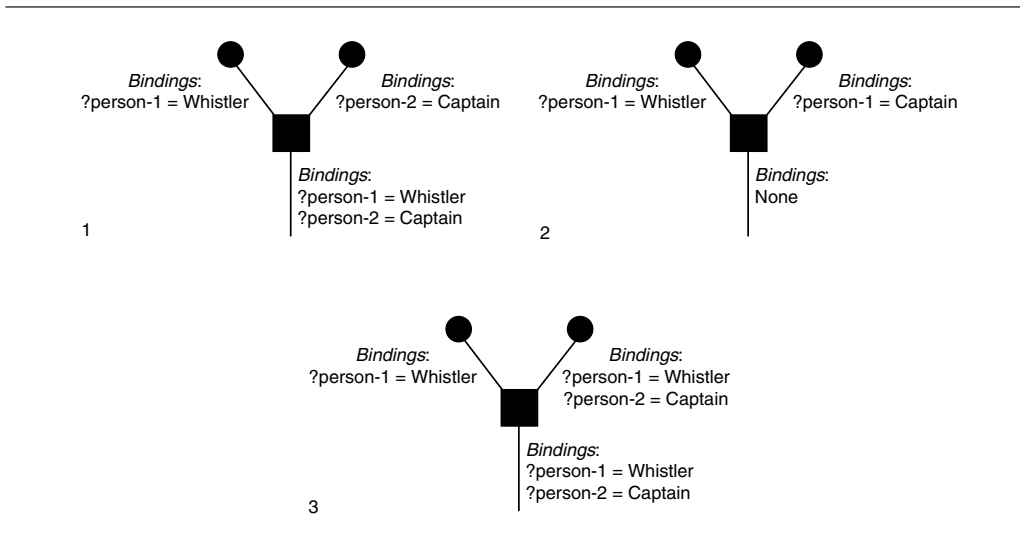 Bindings:
?person-1 = Whistler
Bindings:
?person-2 = Captain
Bindings:
?person-1 = Whistler
?person-2 = Captain
1
Bindings:
?person-1 = Whistler
Bindings:
?person-1 = Captain
Bindings:
None
2
Bindings:
?person-1 = Whistler
Bindings:
?person-1 = Whistler
?person-2 = Captain
Bindings:
?person-1 = Whistler
?person-2 = Captain
3